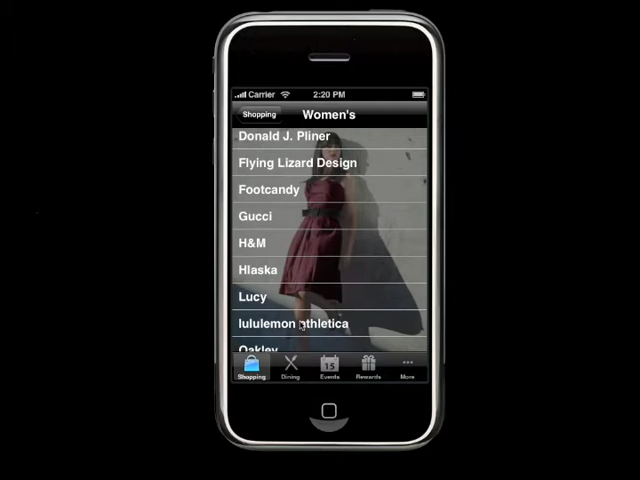 Carrier 2:20 PM
Shopping Women's
Donald J. Pliner
Flying Lizard Design
Footcandy
Gucci
H&M
Hlaska
Lucy
lululemon athletica
Oakley
15
Shopping Dining Events Rewards More